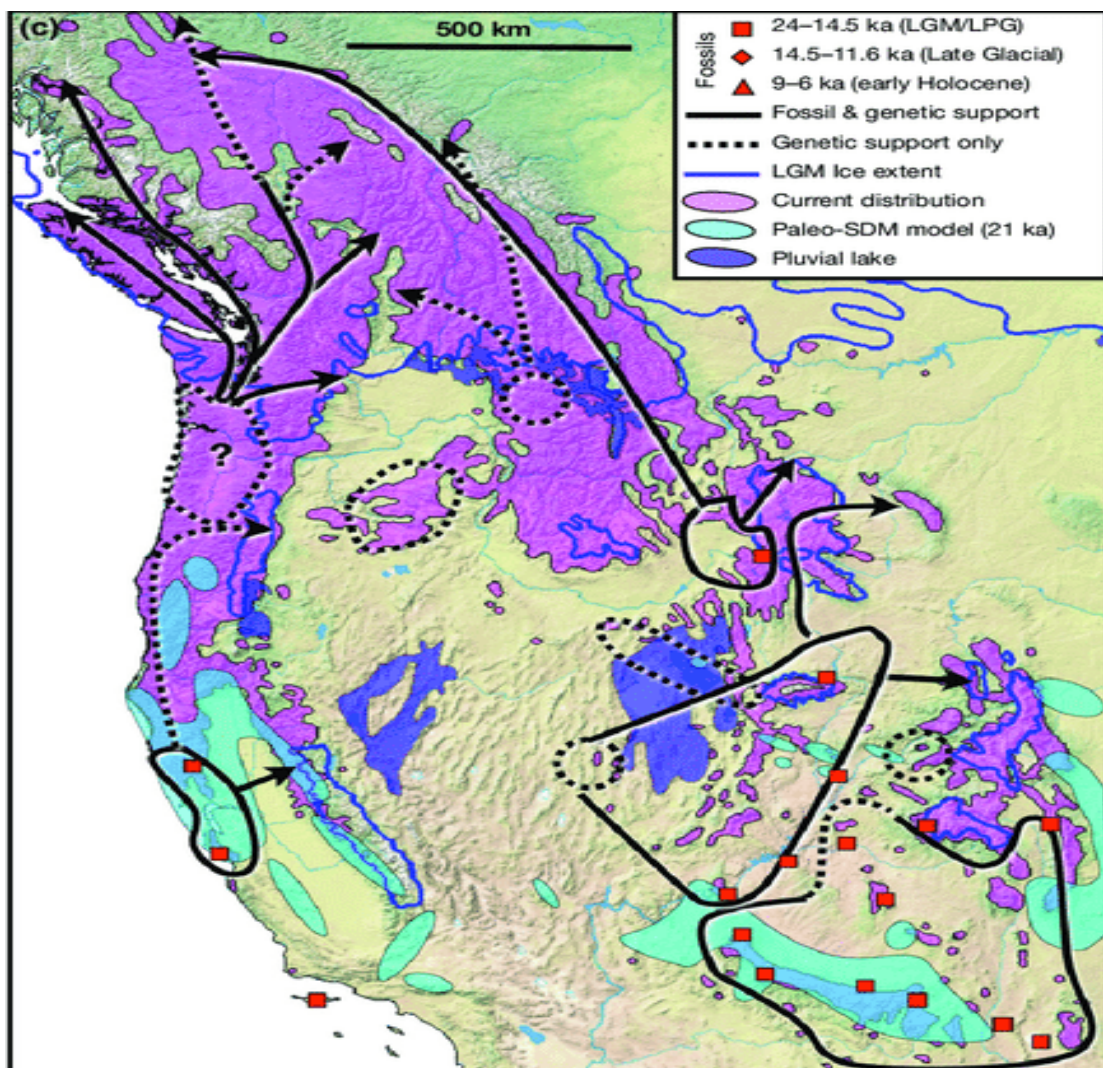 (c)
500 km
Fossils
24–14.5 ka (LGM/LPG)
14.5–11.6 ka (Late Glacial)
9–6 ka (early Holocene)
Fossil & genetic support
Genetic support only
LGM Ice extent
Current distribution
Paleo-SDM model (21 ka)
Pluvial lake
?